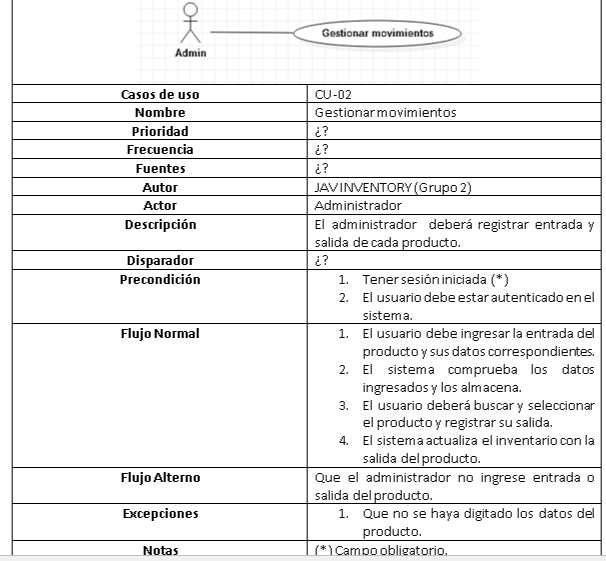 Gestionar movimientos
Admin
Casos de uso CU-02
Nombre Gestionar movimientos
Prioridad ¿?
Frecuencia ¿?
Fuentes ¿?
Autor JAV INVENTORY (Grupo 2)
Actor Administrador
Descripción El administrador deberá registrar entrada y
salida de cada producto.
Disparador ¿?
Precondición 1. Tener sesión iniciada (*)
2. El usuario debe estar autenticado en el
sistema.
Flujo Normal 1. El usuario debe ingresar la entrada del
producto y sus datos correspondientes.
2. El sistema comprueba los datos
ingresados y los almacena.
3. El usuario deberá buscar y seleccionar
el producto y registrar su salida.
4. El sistema actualiza el inventario con la
salida del producto.
Flujo Alterno Que el administrador no ingrese entrada o
salida del producto.
Excepciones 1. Que no se haya digitado los datos del
producto.
Notas (*) Campo obligatorio.